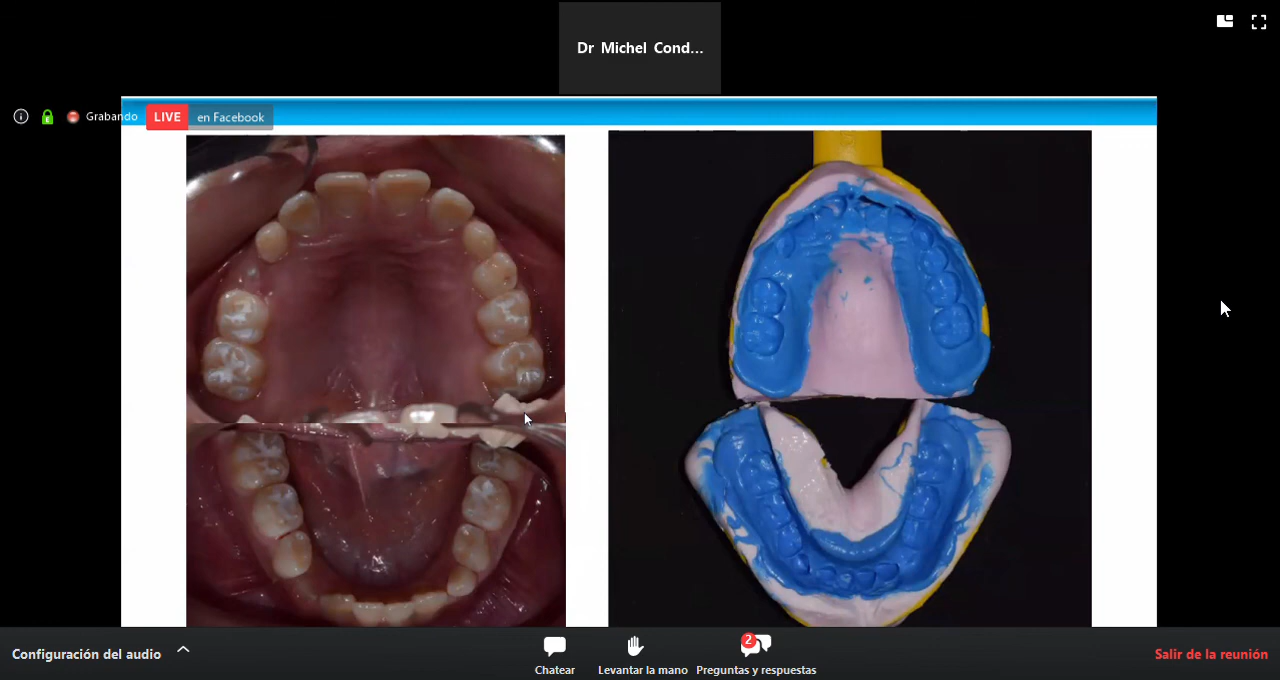 Dr Michel Cond...
Grabando
LIVE en Facebook
2
Configuración del audio
Chatear
Levantar la mano
Preguntas y respuestas
Salir de la reunión